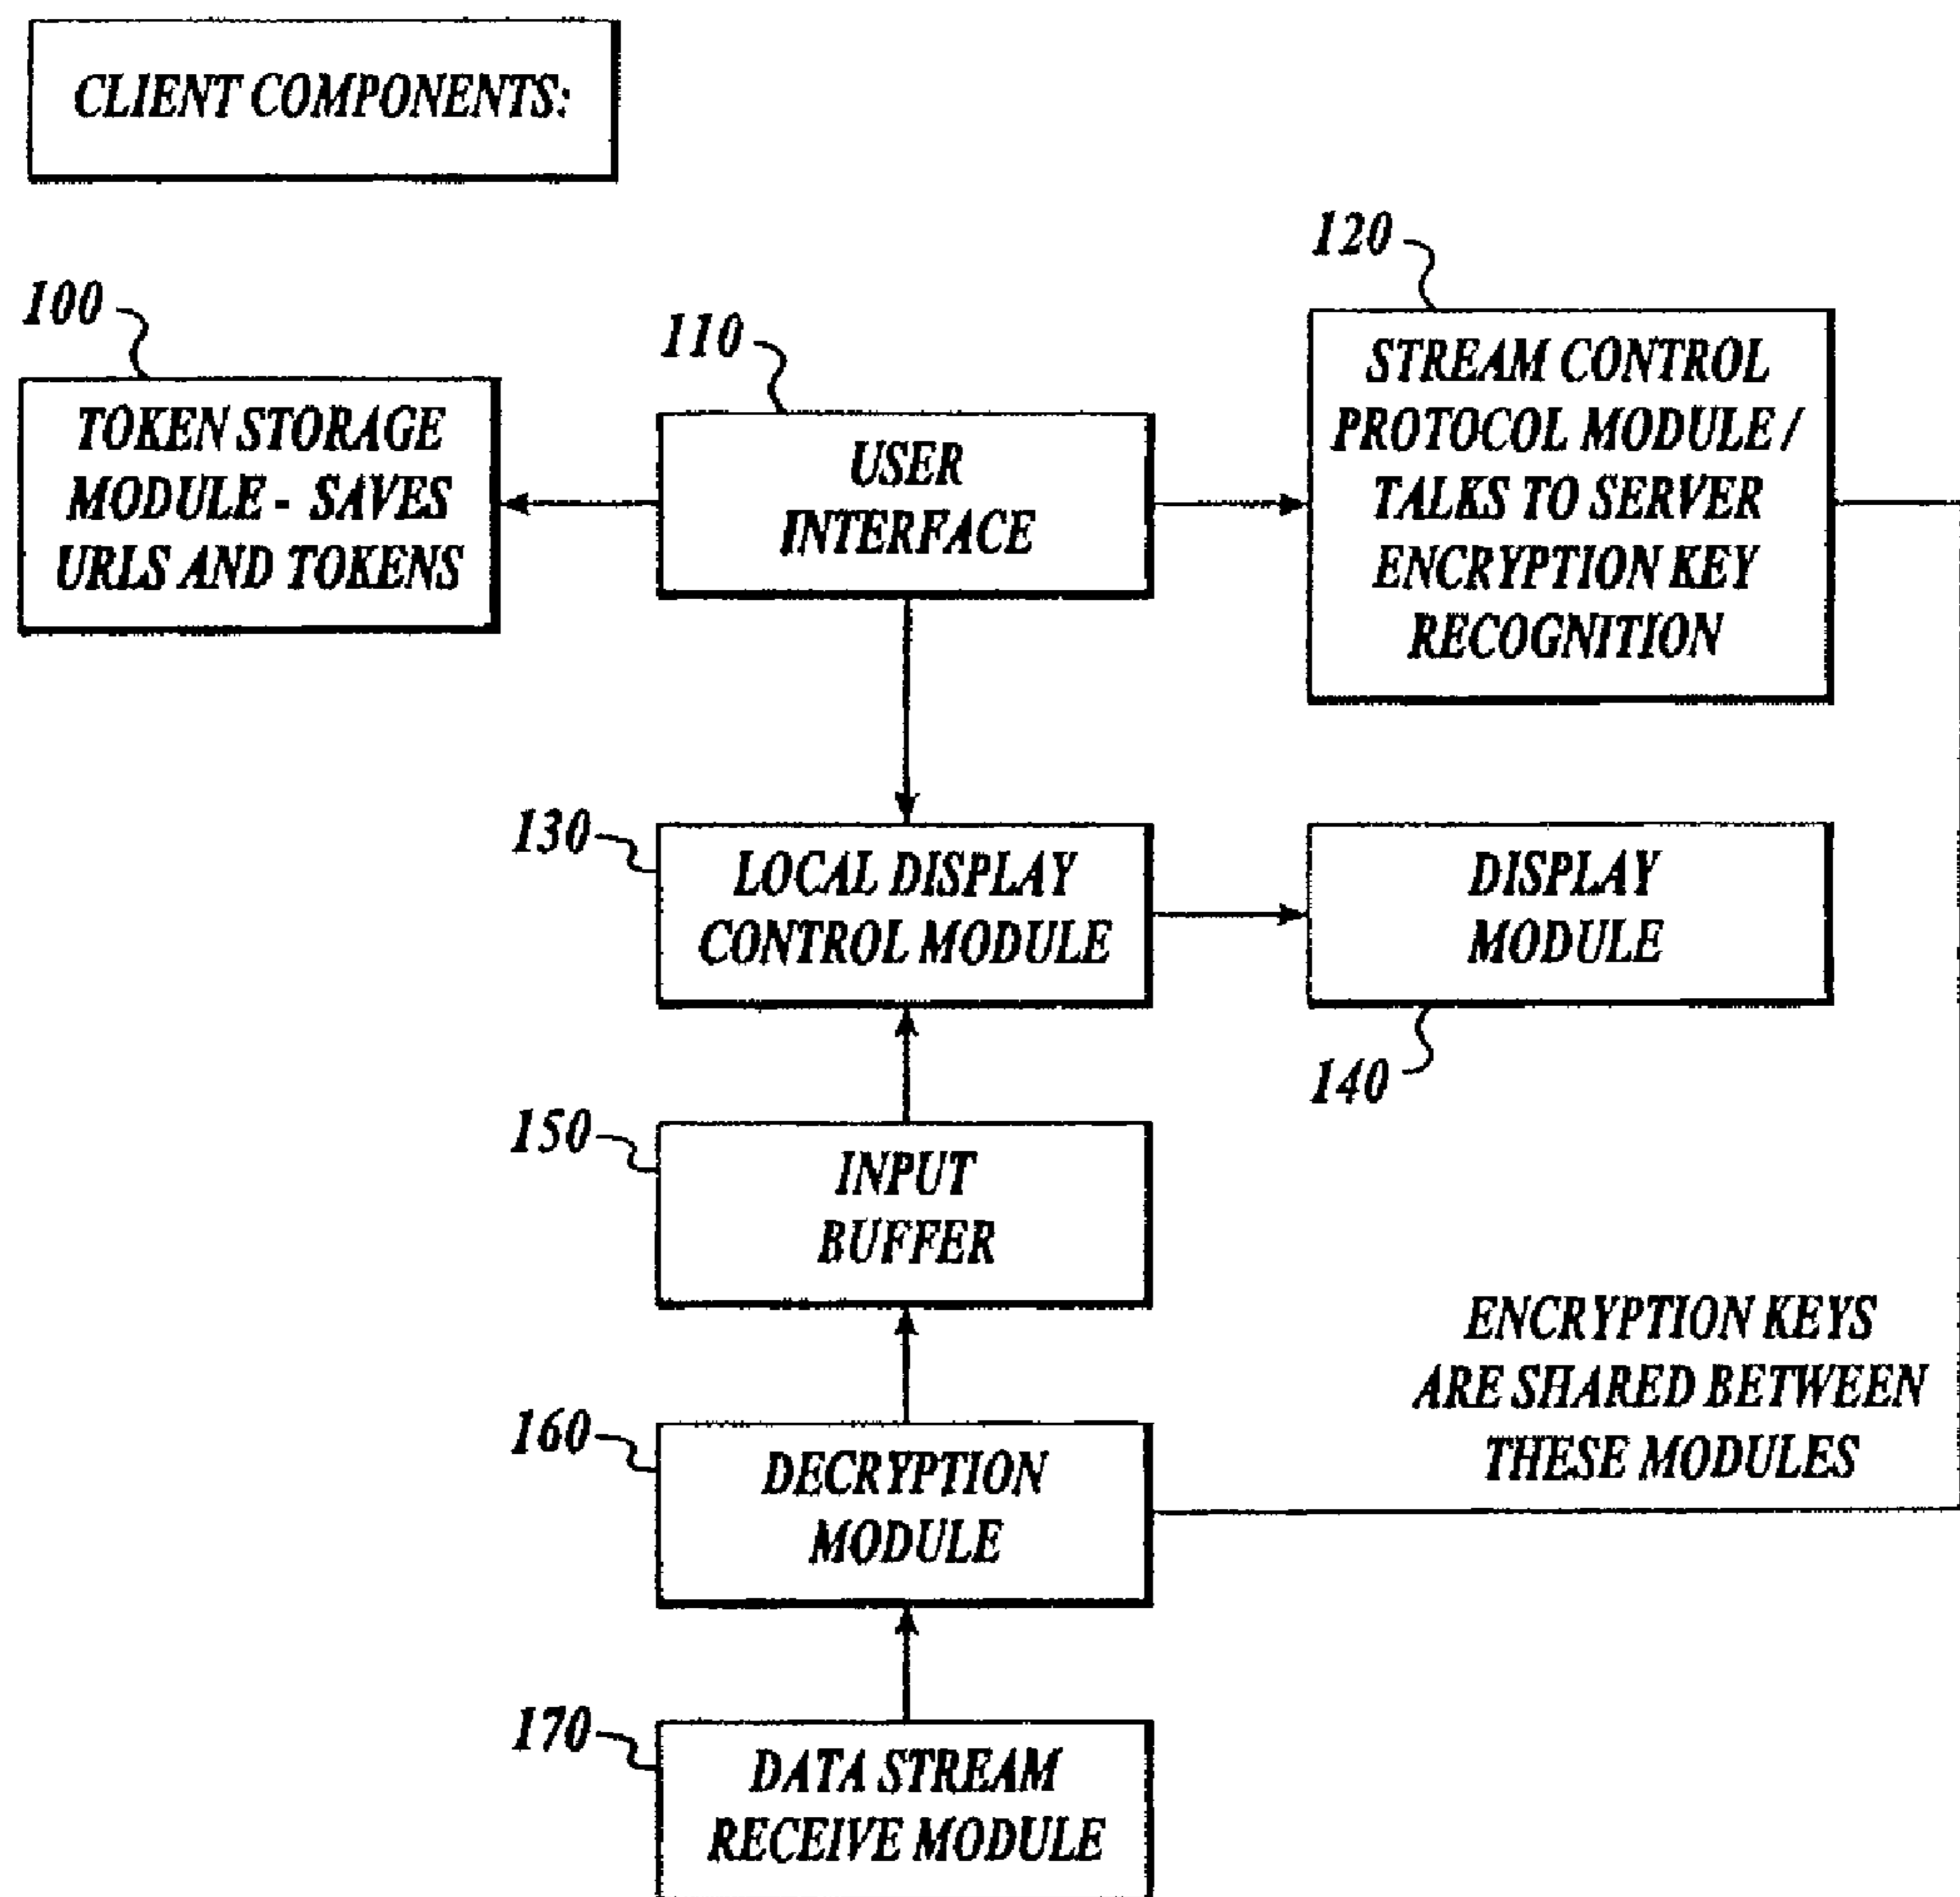 CLIENT COMPONENTS:
120
100
110
TOKEN STORAGE
MODULE - SAVES
URLS AND TOKENS
USER
INTERFACE
STREAM CONTROL
PROTOCOL MODULE /
TALKS TO SERVER
ENCRYPTION KEY
RECOGNITION
130
LOCAL DISPLAY
CONTROL MODULE
DISPLAY
MODULE
140
150
INPUT
BUFFER
ENCRYPTION KEYS
ARE SHARED BETWEEN
THESE MODULES
160
DECRYPTION
MODULE
170
DATA STREAM
RECEIVE MODULE